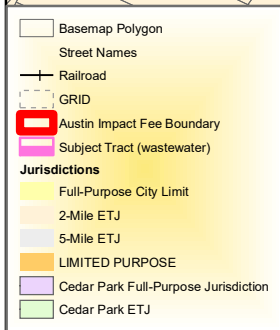 Basemap Polygon
Street Names
Railroad
GRID
Austin Impact Fee Boundary
Subject Tract (wastewater)
Jurisdictions
Full-Purpose City Limit
2-Mile ETJ
5-Mile ETJ
LIMITED PURPOSE
Cedar Park Full-Purpose Jurisdiction
Cedar Park ETJ